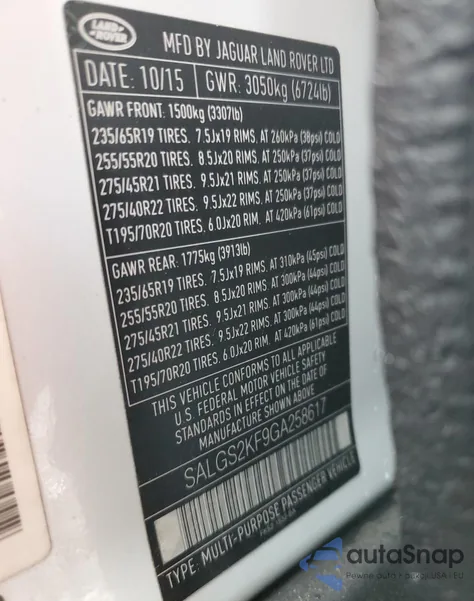 LAND
ROVER
MFD BY JAGUAR LAND ROVER LTD
DATE: 10/15 GWR: 3050kg (6724lb)
GAWR FRONT: 1500kg (3307lb)
235/65R19 TIRES. 7.5Jx19 RIMS. AT 260kPa (38psi) COLD
255/55R20 TIRES. 8.5Jx20 RIMS. AT 250kPa (37psi) COLD
275/45R21 TIRES. 9.5Jx21 RIMS. AT 250kPa (37psi) COLD
275/40R22 TIRES. 9.5Jx22 RIMS. AT 250kPa (37psi) COLD
T195/70R20 TIRES. 6.0Jx20 RIM. AT 420kPa (61psi) COLD
GAWR REAR: 1775kg (3913lb)
235/65R19 TIRES. 7.5Jx19 RIMS. AT 310kPa (45psi) COLD
255/55R20 TIRES. 8.5Jx20 RIMS. AT 300kPa (44psi) COLD
275/45R21 TIRES. 9.5Jx21 RIMS. AT 300kPa (44psi) COLD
275/40R22 TIRES. 9.5Jx22 RIMS. AT 300kPa (44psi) COLD
T195/70R20 TIRES. 6.0Jx20 RIM. AT 420kPa (61psi) COLD
THIS VEHICLE CONFORMS TO ALL APPLICABLE
U.S. FEDERAL MOTOR VEHICLE SAFETY
STANDARDS IN EFFECT ON THE DATE OF
MANUFACTURE SHOWN ABOVE
SALGS2KF9GA258617
TYPE: MULTI-PURPOSE PASSENGER VEHICLE
autaSnap
Pewne auta